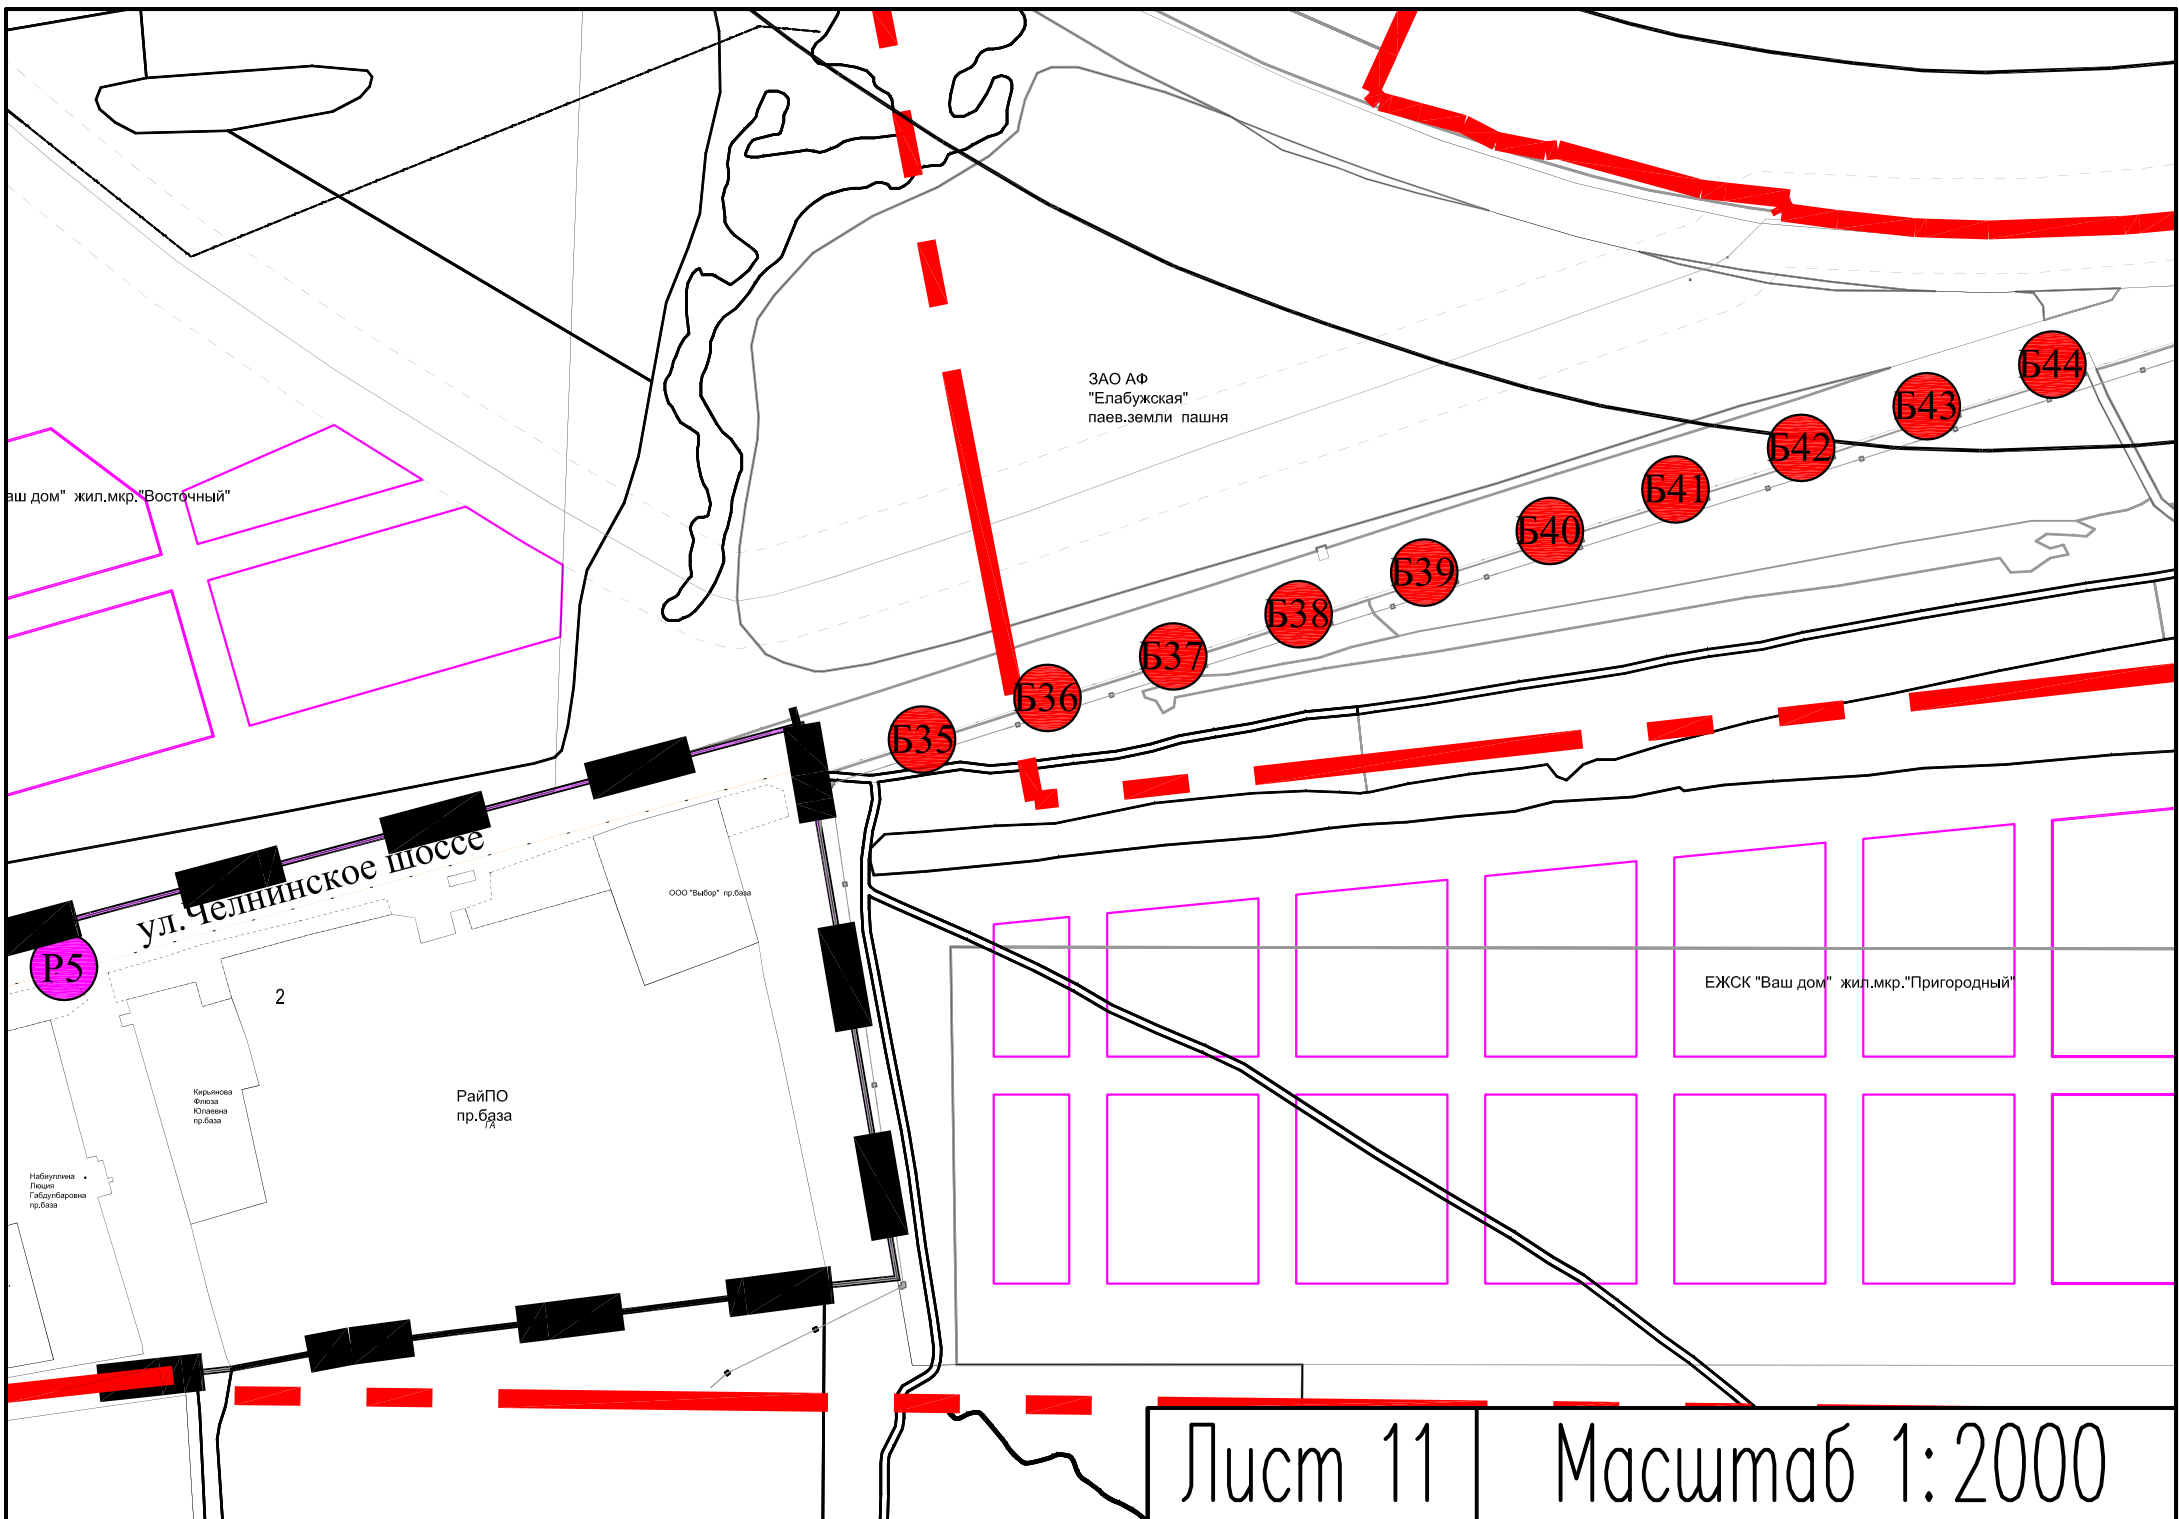 Б44
Б43
Б42
Б41
Б40
Б39
Б38
Б37
Б36
Б35
ЗАО АФ
"Елабужская"
паев.земли пашня
аш дом" жил.мкр."Восточный"
ул. Челнинское шоссе
Р5
2
ООО "Выбор" пр.база
ЕЖСК "Ваш дом" жил.мкр."Пригородный"
Кирьянова
Флюза
Юлаевна
пр.база
РайПО
пр.база
ГА
Набиуллина
Люция
Габдулбаровна
пр.база
Лист 11
Масштаб 1:2000